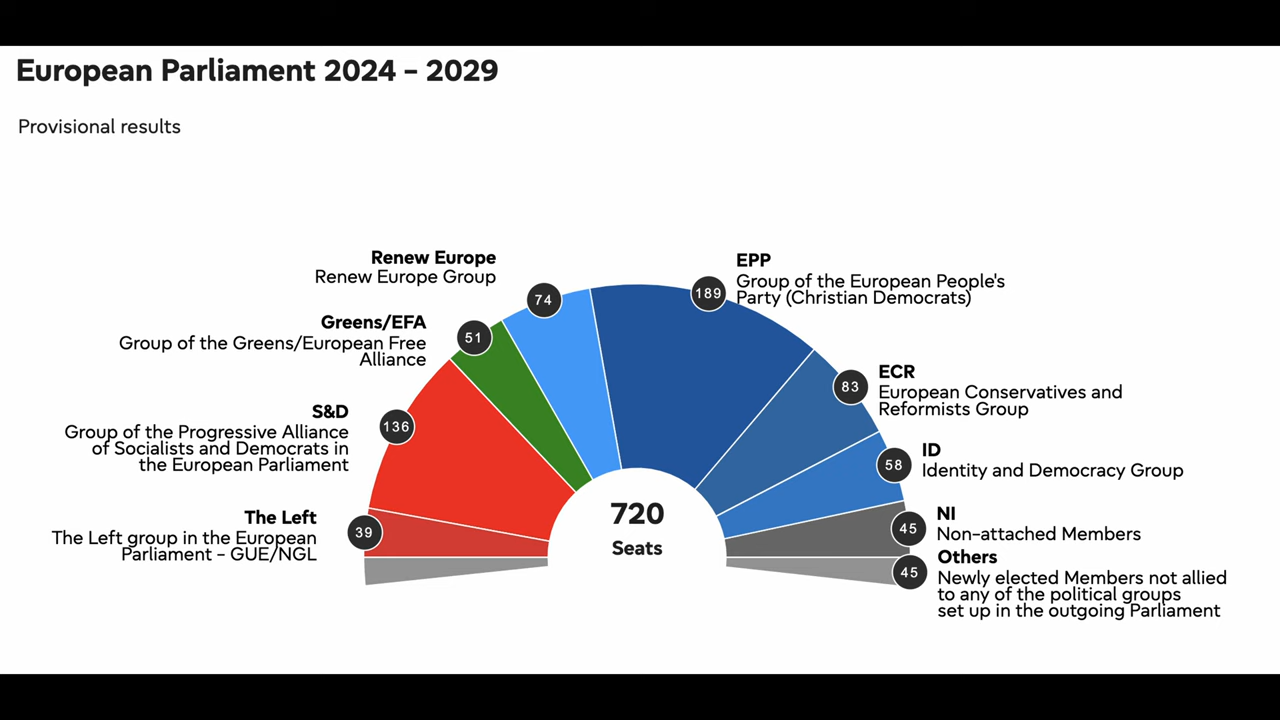 European Parliament 2024 – 2029
Provisional results
Renew Europe
Renew Europe Group
74
Greens/EFA
Group of the Greens/European Free
Alliance
51
S&D
Group of the Progressive Alliance
of Socialists and Democrats in
the European Parliament
136
The Left
The Left group in the European
Parliament – GUE/NGL
39
720
Seats
189
EPP
Group of the European People's
Party (Christian Democrats)
83
ECR
European Conservatives and
Reformists Group
58
ID
Identity and Democracy Group
45
NI
Non-attached Members
45
Others
Newly elected Members not allied
to any of the political groups
set up in the outgoing Parliament